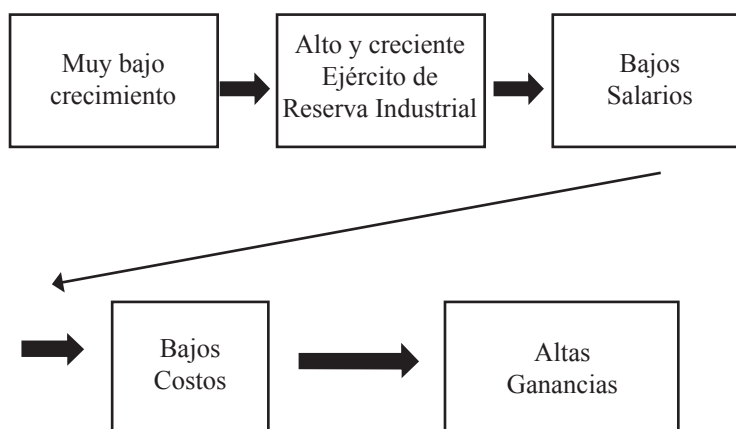 Muy bajo
crecimiento
Alto y creciente
Ejército de
Reserva Industrial
Bajos
Salarios
Bajos
Costos
Altas
Ganancias